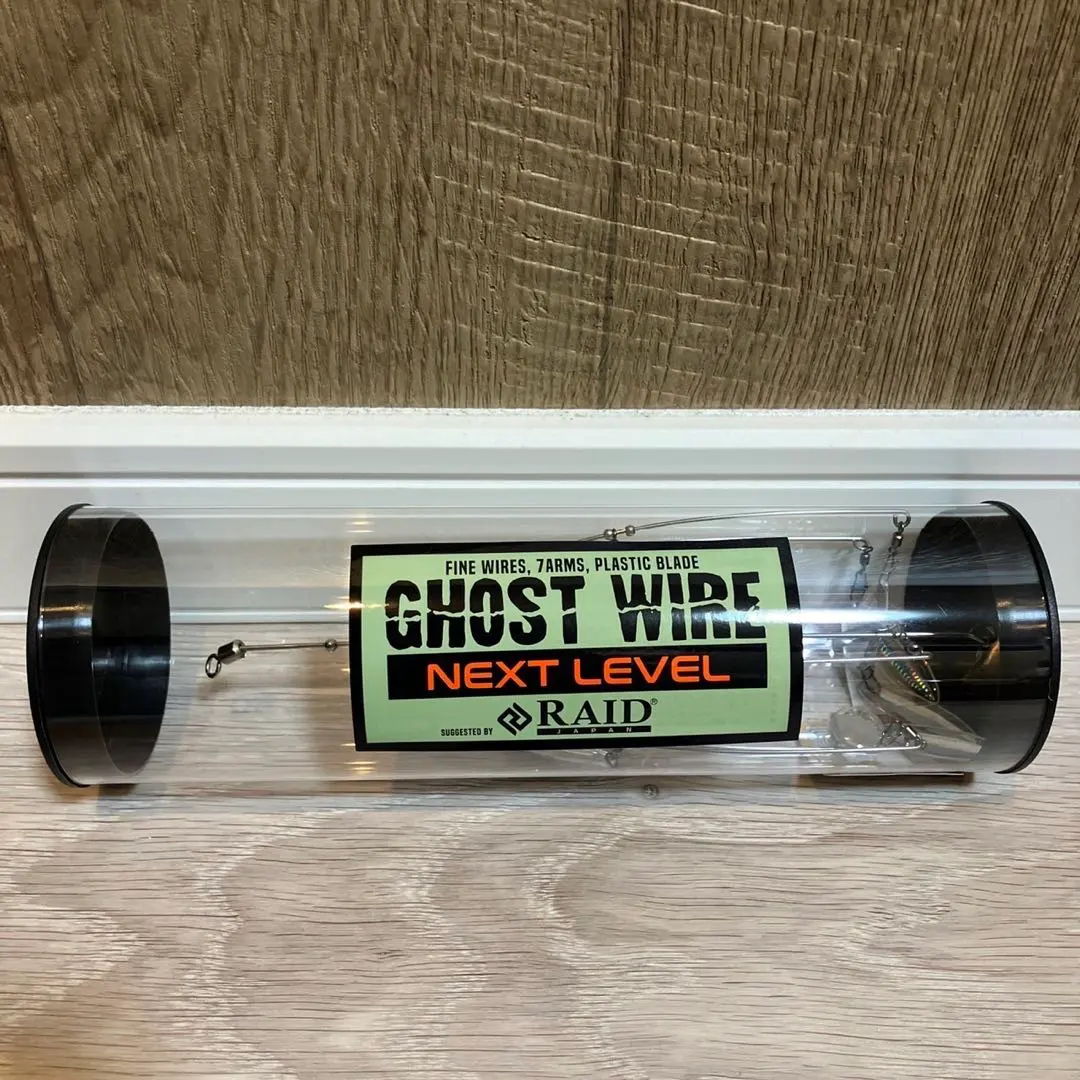 FINE WIRES, 7ARMS, PLASTIC BLADE
GHOST WIRE
NEXT LEVEL
SUGGESTED BY RAID®
JAPAN